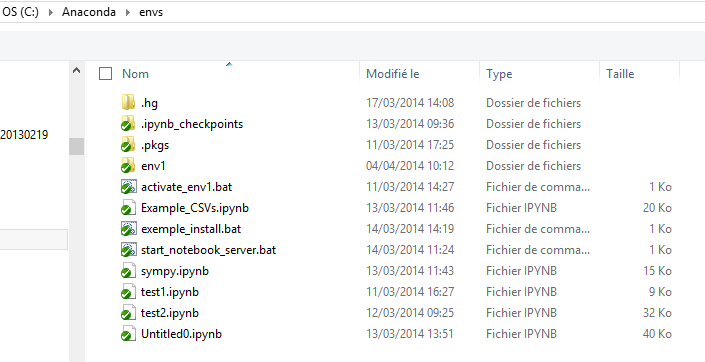 OS (C:) Anaconda envs
Nom Modifié le Type Taille
.hg 17/03/2014 14:08 Dossier de fichiers
20130219 .ipynb_checkpoints 13/03/2014 09:36 Dossier de fichiers
.pkgs 11/03/2014 17:25 Dossier de fichiers
env1 04/04/2014 10:12 Dossier de fichiers
activate_env1.bat 11/03/2014 14:27 Fichier de comma... 1 Ko
Example_CSVs.ipynb 13/03/2014 11:46 Fichier IPYNB 20 Ko
exemple_install.bat 14/03/2014 14:19 Fichier de comma... 1 Ko
start_notebook_server.bat 14/03/2014 11:24 Fichier de comma... 1 Ko
sympy.ipynb 13/03/2014 11:43 Fichier IPYNB 15 Ko
test1.ipynb 11/03/2014 16:27 Fichier IPYNB 9 Ko
test2.ipynb 12/03/2014 09:25 Fichier IPYNB 32 Ko
Untitled0.ipynb 13/03/2014 13:51 Fichier IPYNB 40 Ko